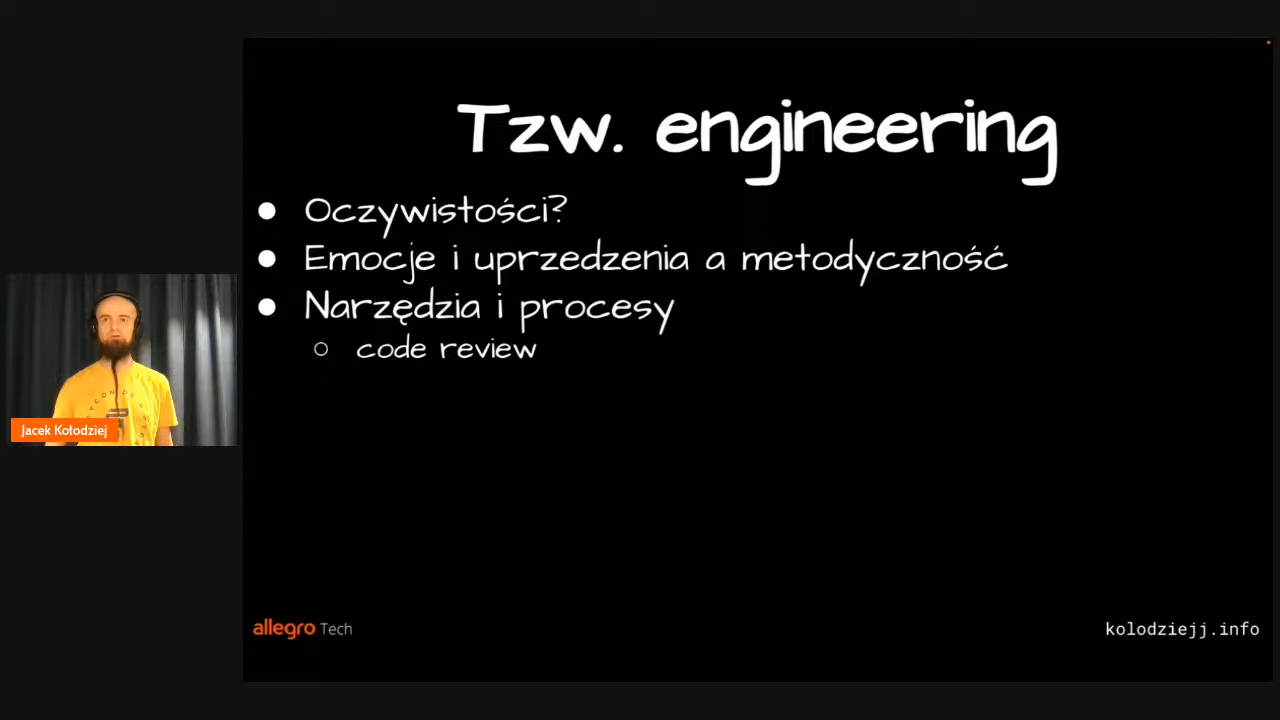 Tzw. engineering
Oczywistości?
Emocje i uprzedzenia a metodyczność
Narzędzia i procesy
code review
Jacek Kołodziej
allegro Tech
kolodziejj.info